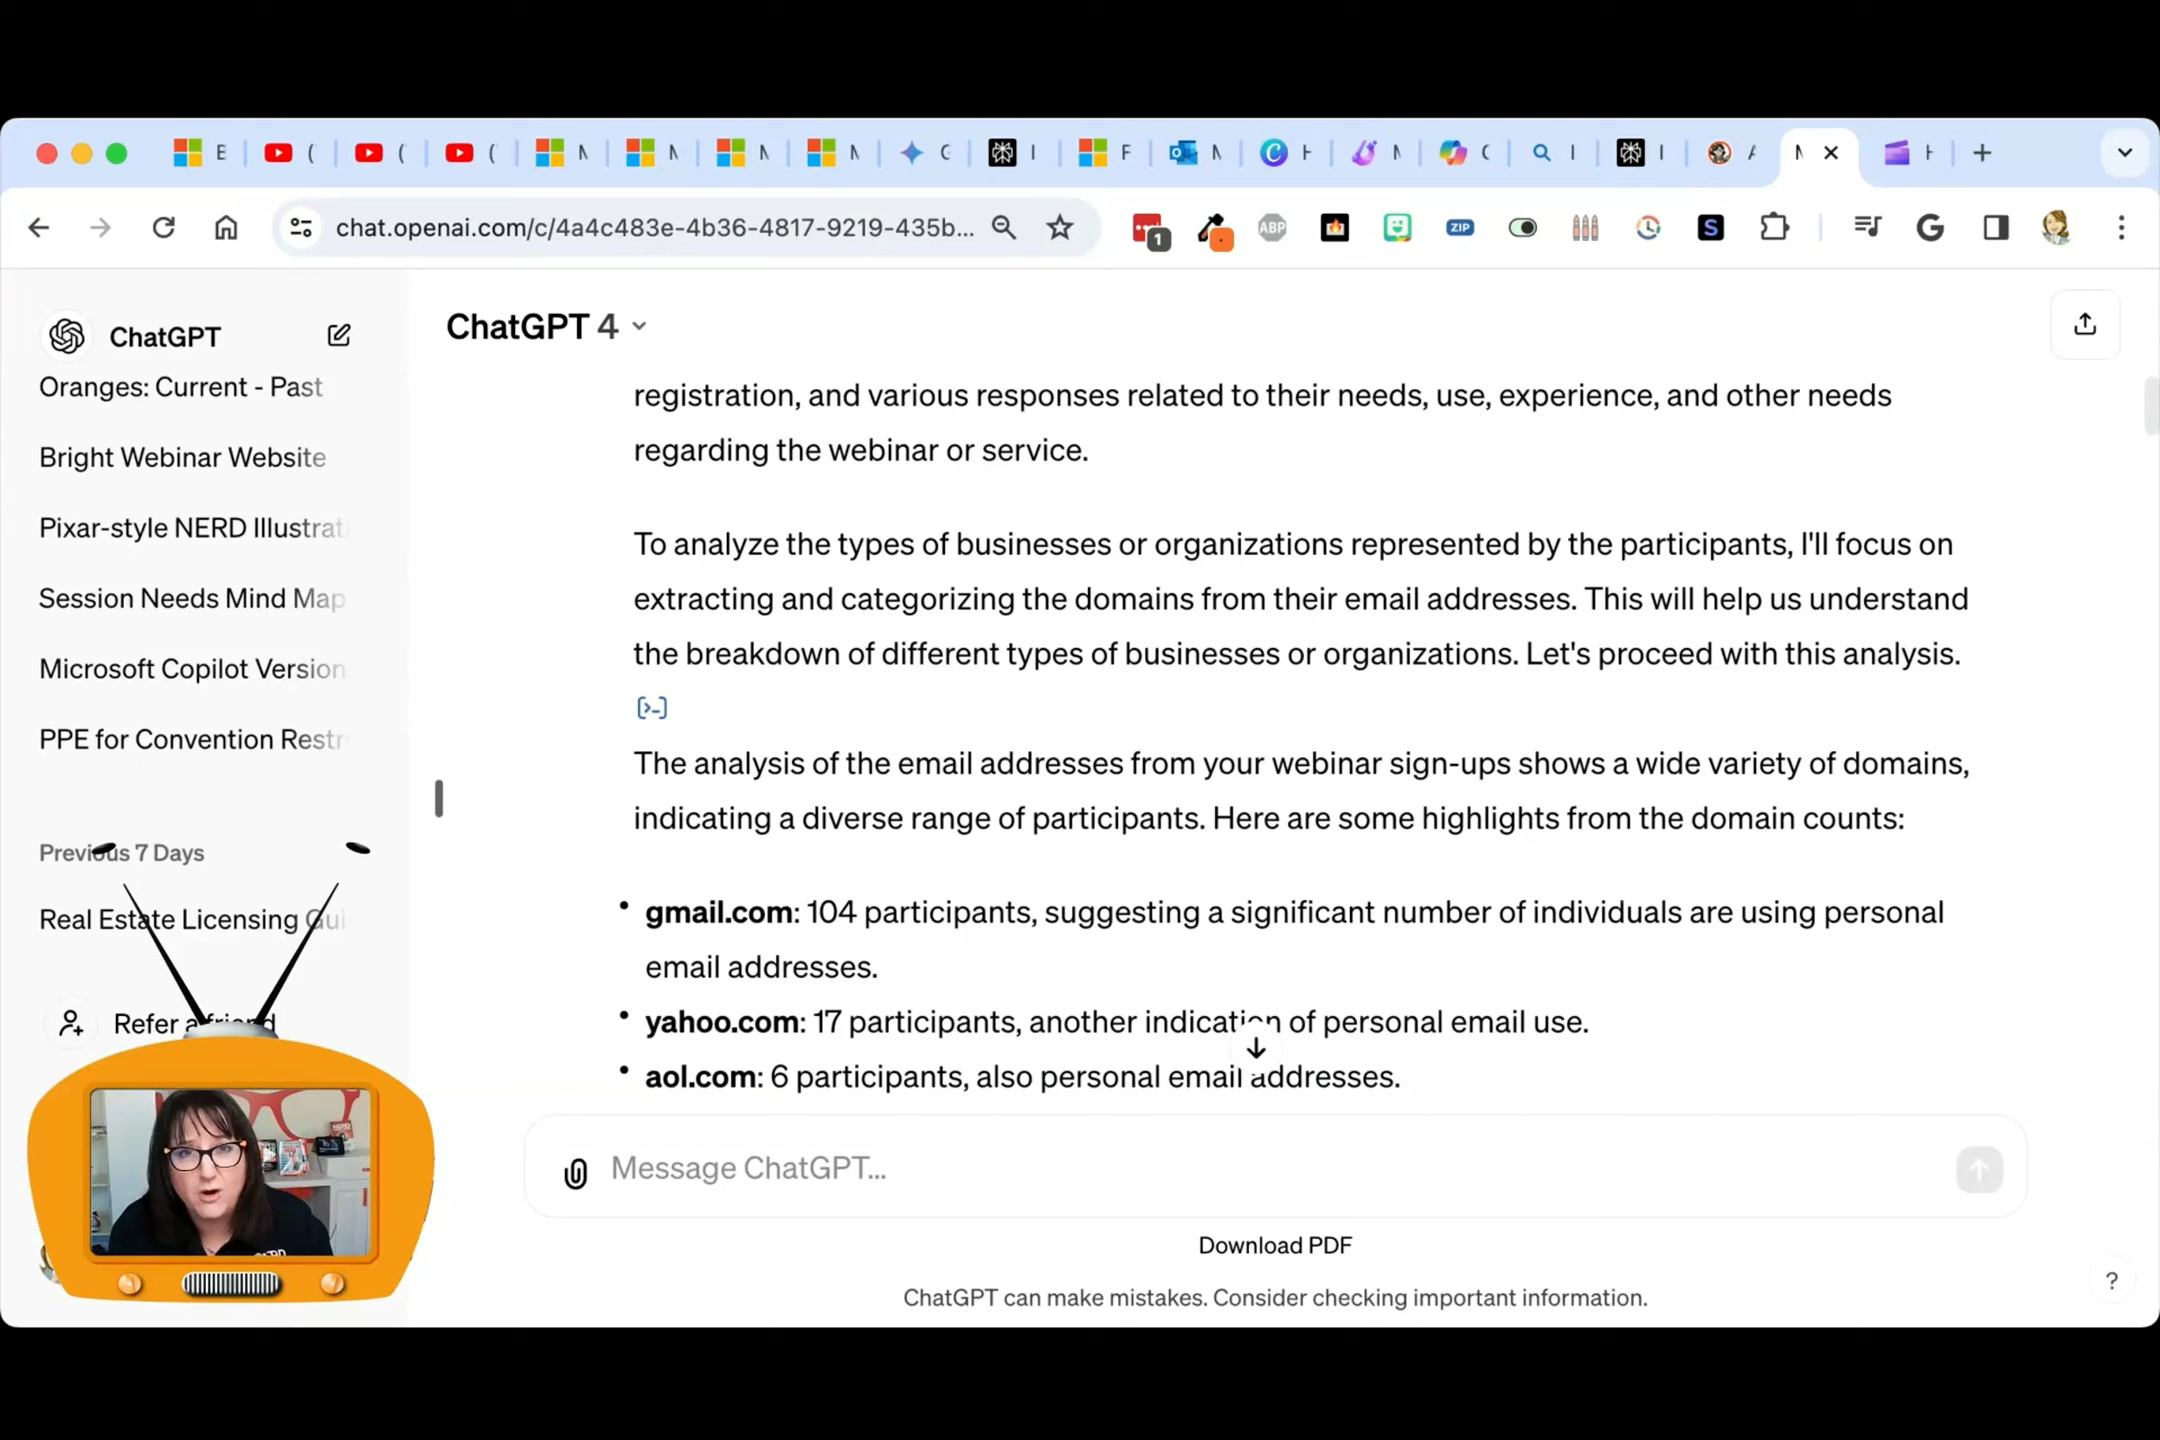 E ( ( ( M M M M G I F M H M C I I A M H
chat.openai.com/c/4a4c483e-4b36-4817-9219-435b...
1
ABP
ZIP
S
G
ChatGPT
ChatGPT 4
Oranges: Current - Past
Bright Webinar Website
Pixar-style NERD Illustrati
Session Needs Mind Map
Microsoft Copilot Version
PPE for Convention Restr
Previous 7 Days
Real Estate Licensing Gui
Refer a friend
registration, and various responses related to their needs, use, experience, and other needs
regarding the webinar or service.
To analyze the types of businesses or organizations represented by the participants, I'll focus on
extracting and categorizing the domains from their email addresses. This will help us understand
the breakdown of different types of businesses or organizations. Let's proceed with this analysis.
[>-]
The analysis of the email addresses from your webinar sign-ups shows a wide variety of domains,
indicating a diverse range of participants. Here are some highlights from the domain counts:
• gmail.com: 104 participants, suggesting a significant number of individuals are using personal
email addresses.
• yahoo.com: 17 participants, another indication of personal email use.
• aol.com: 6 participants, also personal email addresses.
Message ChatGPT...
Download PDF
ChatGPT can make mistakes. Consider checking important information.
?